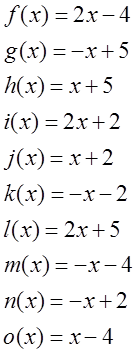 f(x) = 2x − 4
g(x) = −x + 5
h(x) = x + 5
i(x) = 2x + 2
j(x) = x + 2
k(x) = −x − 2
l(x) = 2x + 5
m(x) = −x − 4
n(x) = −x + 2
o(x) = x − 4